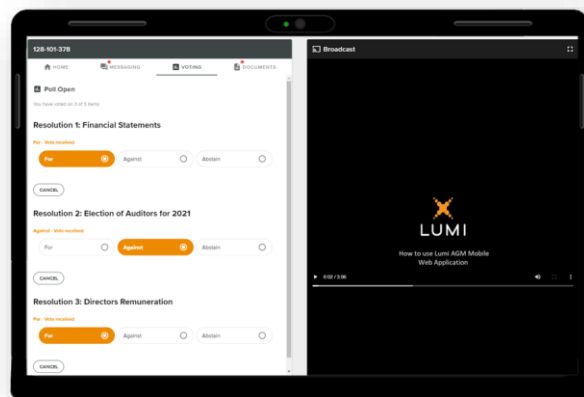 128-101-378
HOME
MESSAGING
VOTING
DOCUMENTS
Poll Open
You have voted on 3 of 3 items
Resolution 1: Financial Statements
For - Vote received
For
Against
Abstain
CANCEL
Resolution 2: Election of Auditors for 2021
Against - Vote received
For
Against
Abstain
CANCEL
Resolution 3: Directors Remuneration
For - Vote received
For
Against
Abstain
CANCEL
Broadcast
LUMI
How to use Lumi AGM Mobile
Web Application
0:02 / 3:06